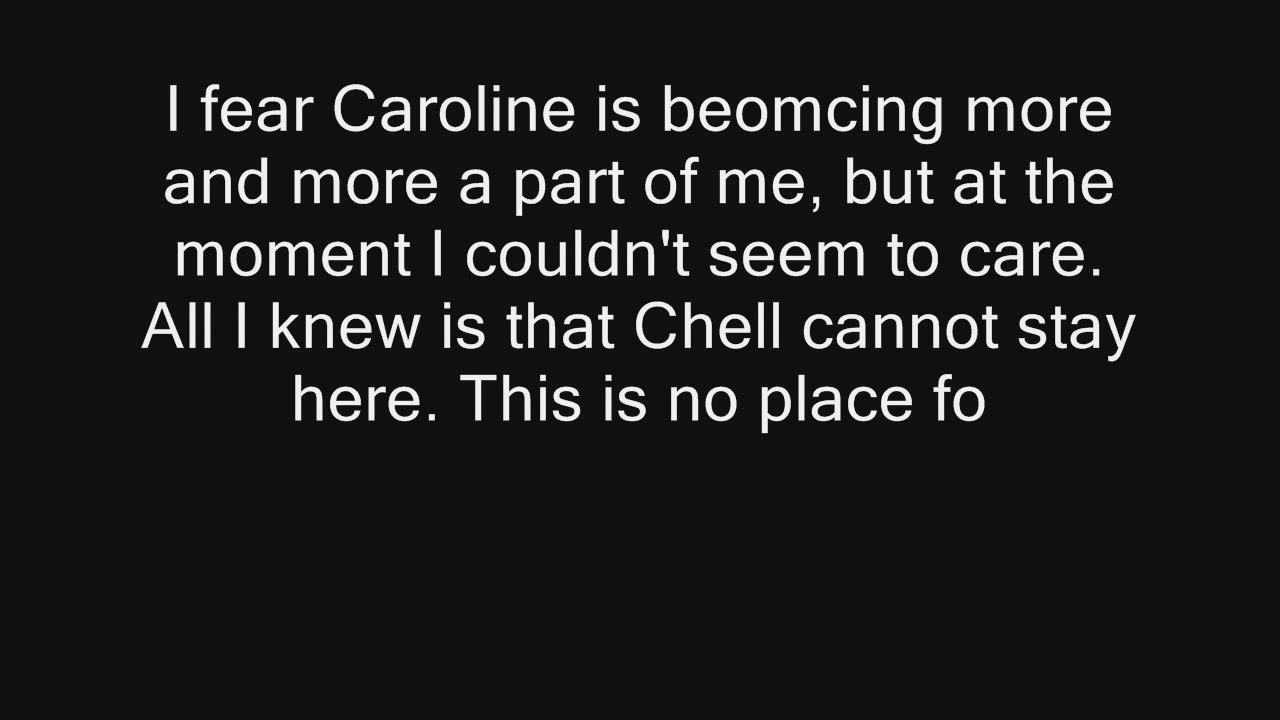 I fear Caroline is beomcing more
and more a part of me, but at the
moment I couldn't seem to care.
All I knew is that Chell cannot stay
here. This is no place fo